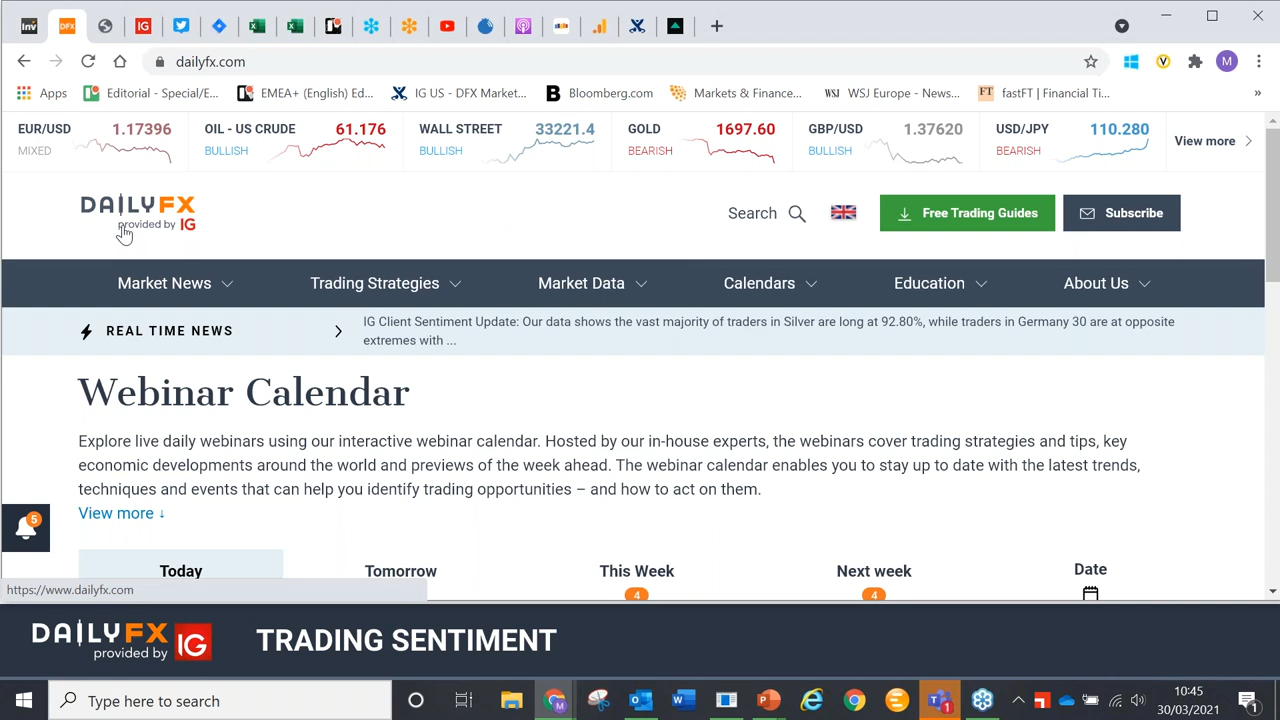 Inv DFX IG
dailyfx.com
M
Apps Editorial - Special/E... EMEA+ (English) Ed... IG US - DFX Market... B Bloomberg.com Markets & Finance... WSJ WSJ Europe - News... FT fastFT | Financial Ti... »
EUR/USD 1.17396 OIL - US CRUDE 61.176 WALL STREET 33221.4 GOLD 1697.60 GBP/USD 1.37620 USD/JPY 110.280 View more
MIXED BULLISH BULLISH BEARISH BULLISH BEARISH
DAILYFX
provided by IG
Search Free Trading Guides Subscribe
Market News Trading Strategies Market Data Calendars Education About Us
REAL TIME NEWS
IG Client Sentiment Update: Our data shows the vast majority of traders in Silver are long at 92.80%, while traders in Germany 30 are at opposite
extremes with ...
Webinar Calendar
Explore live daily webinars using our interactive webinar calendar. Hosted by our in-house experts, the webinars cover trading strategies and tips, key
economic developments around the world and previews of the week ahead. The webinar calendar enables you to stay up to date with the latest trends,
techniques and events that can help you identify trading opportunities – and how to act on them.
View more ↓
5
Today Tomorrow This Week Next week Date
4 4
https://www.dailyfx.com
DAILYFX
provided by IG
TRADING SENTIMENT
Type here to search
10:45
30/03/2021
1
1